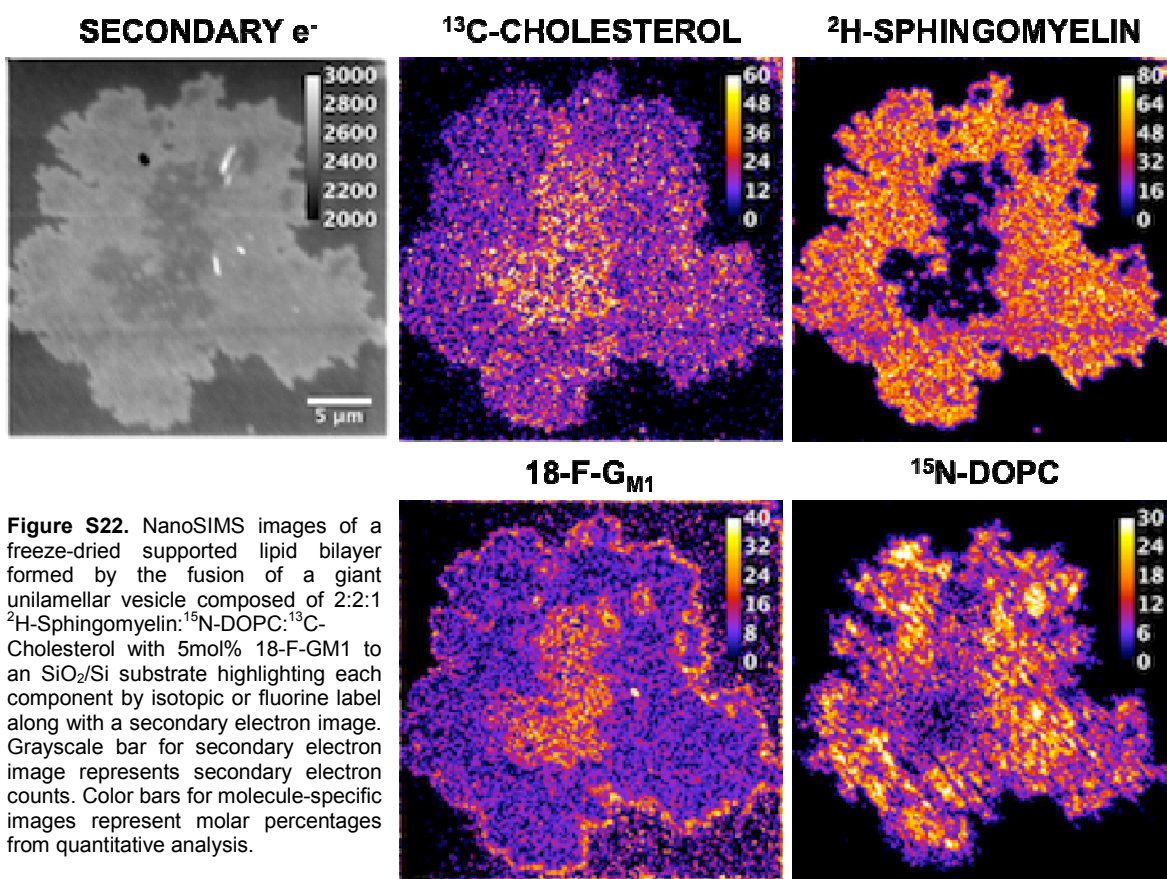 SECONDARY e-
¹³C-CHOLESTEROL
²H-SPHINGOMYELIN
3000
2800
2600
2400
2200
2000
5 µm
60
48
36
24
12
0
80
64
48
32
16
0
18-F-G_M1
¹⁵N-DOPC
40
32
24
16
8
0
30
24
18
12
6
0
Figure S22. NanoSIMS images of a
freeze-dried supported lipid bilayer
formed by the fusion of a giant
unilamellar vesicle composed of 2:2:1
²H-Sphingomyelin:¹⁵N-DOPC:¹³C-
Cholesterol with 5mol% 18-F-GM1 to
an SiO₂/Si substrate highlighting each
component by isotopic or fluorine label
along with a secondary electron image.
Grayscale bar for secondary electron
image represents secondary electron
counts. Color bars for molecule-specific
images represent molar percentages
from quantitative analysis.